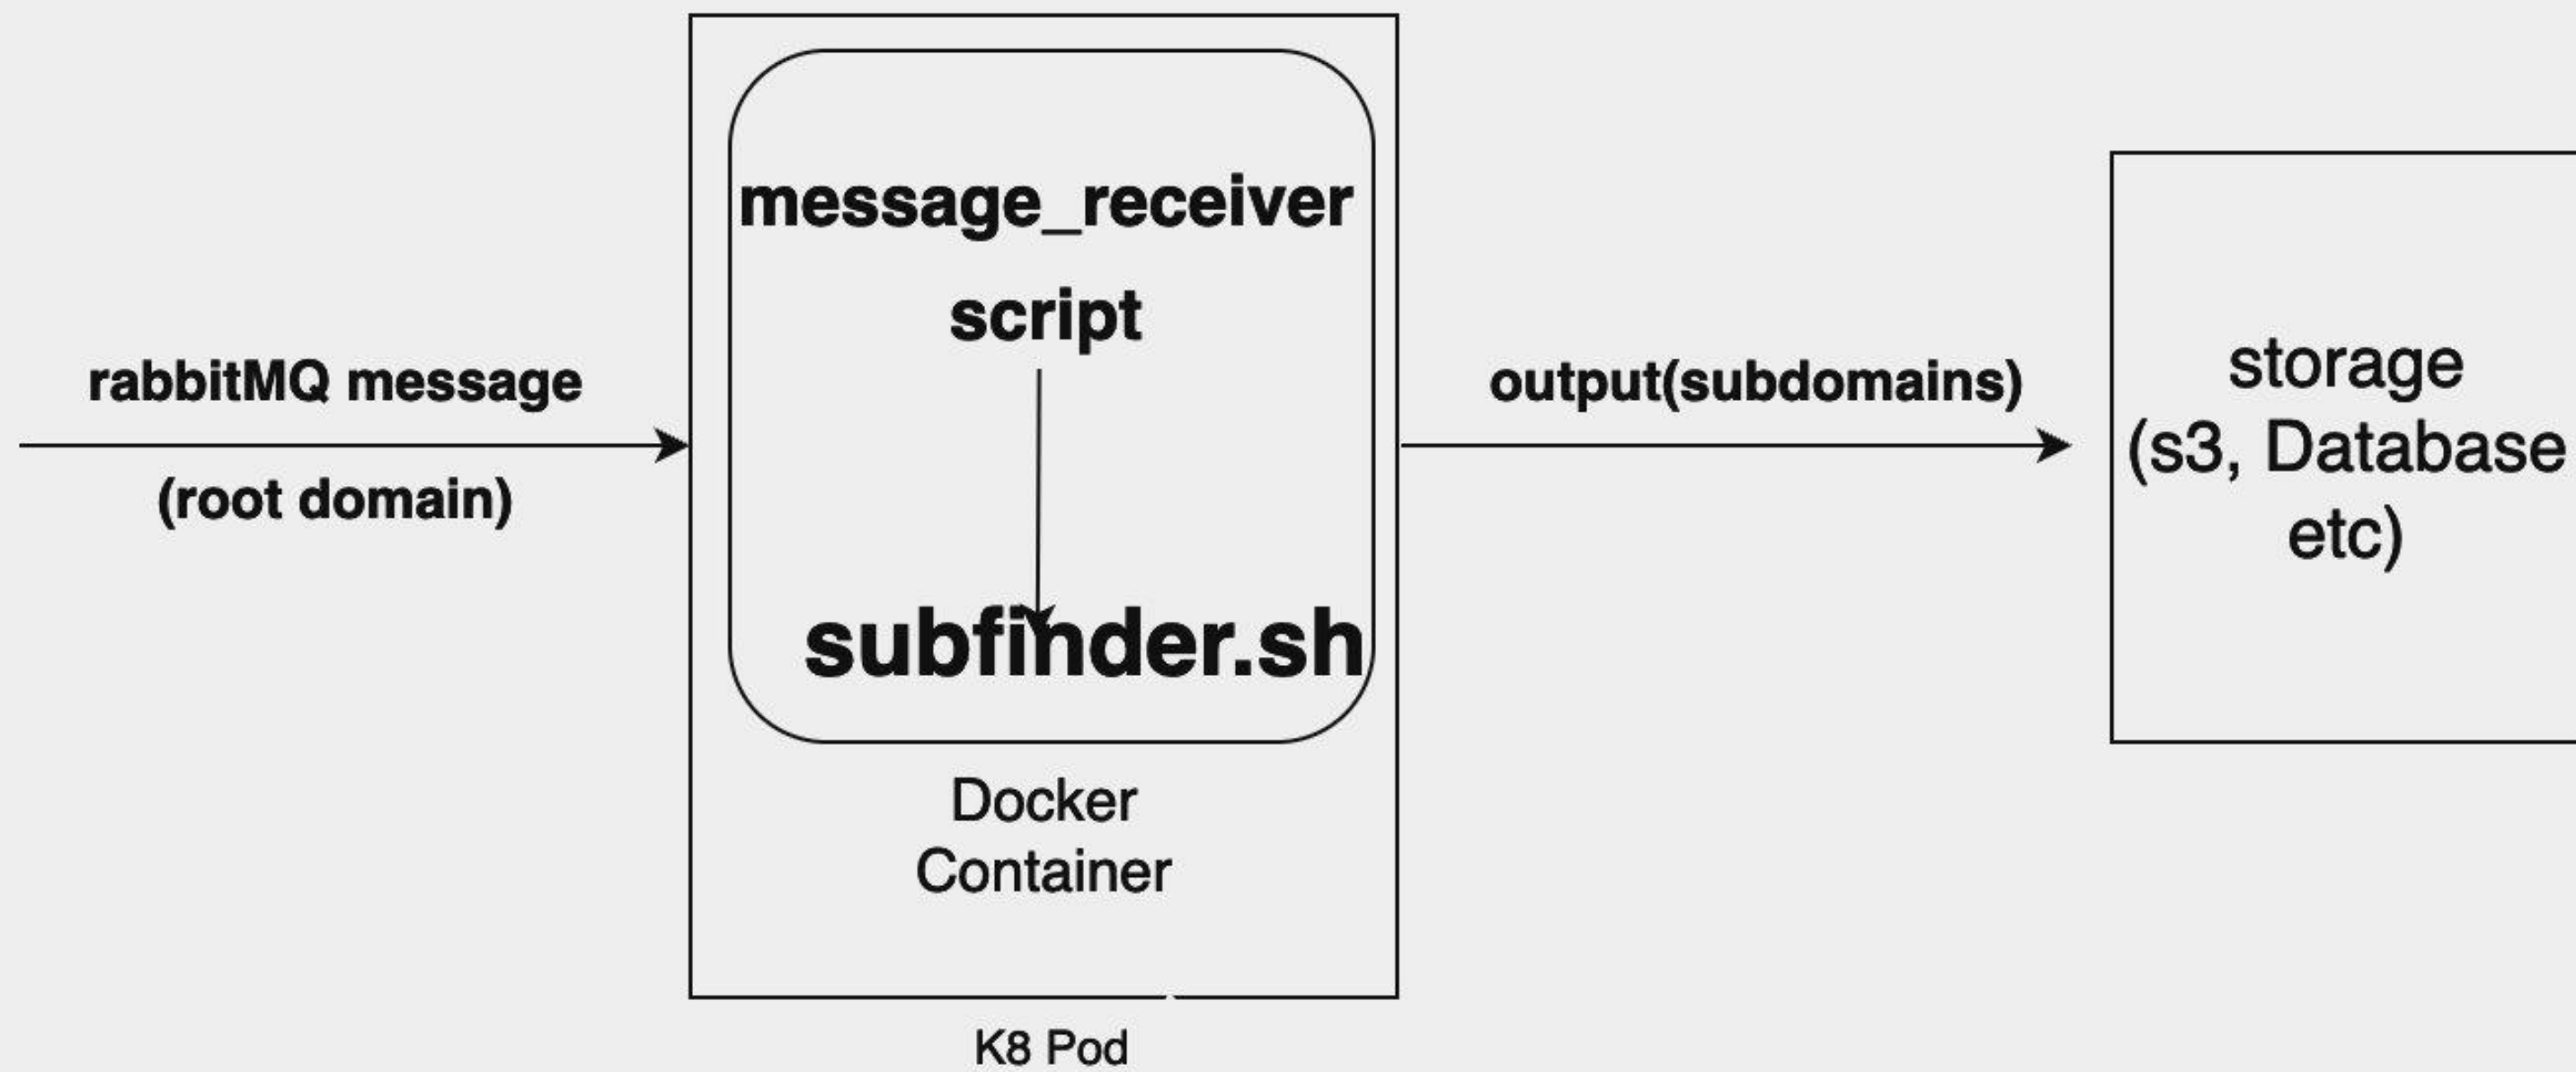 rabbitMQ message
(root domain)
message_receiver
script
subfinder.sh
Docker
Container
K8 Pod
output(subdomains)
storage
(s3, Database
etc)